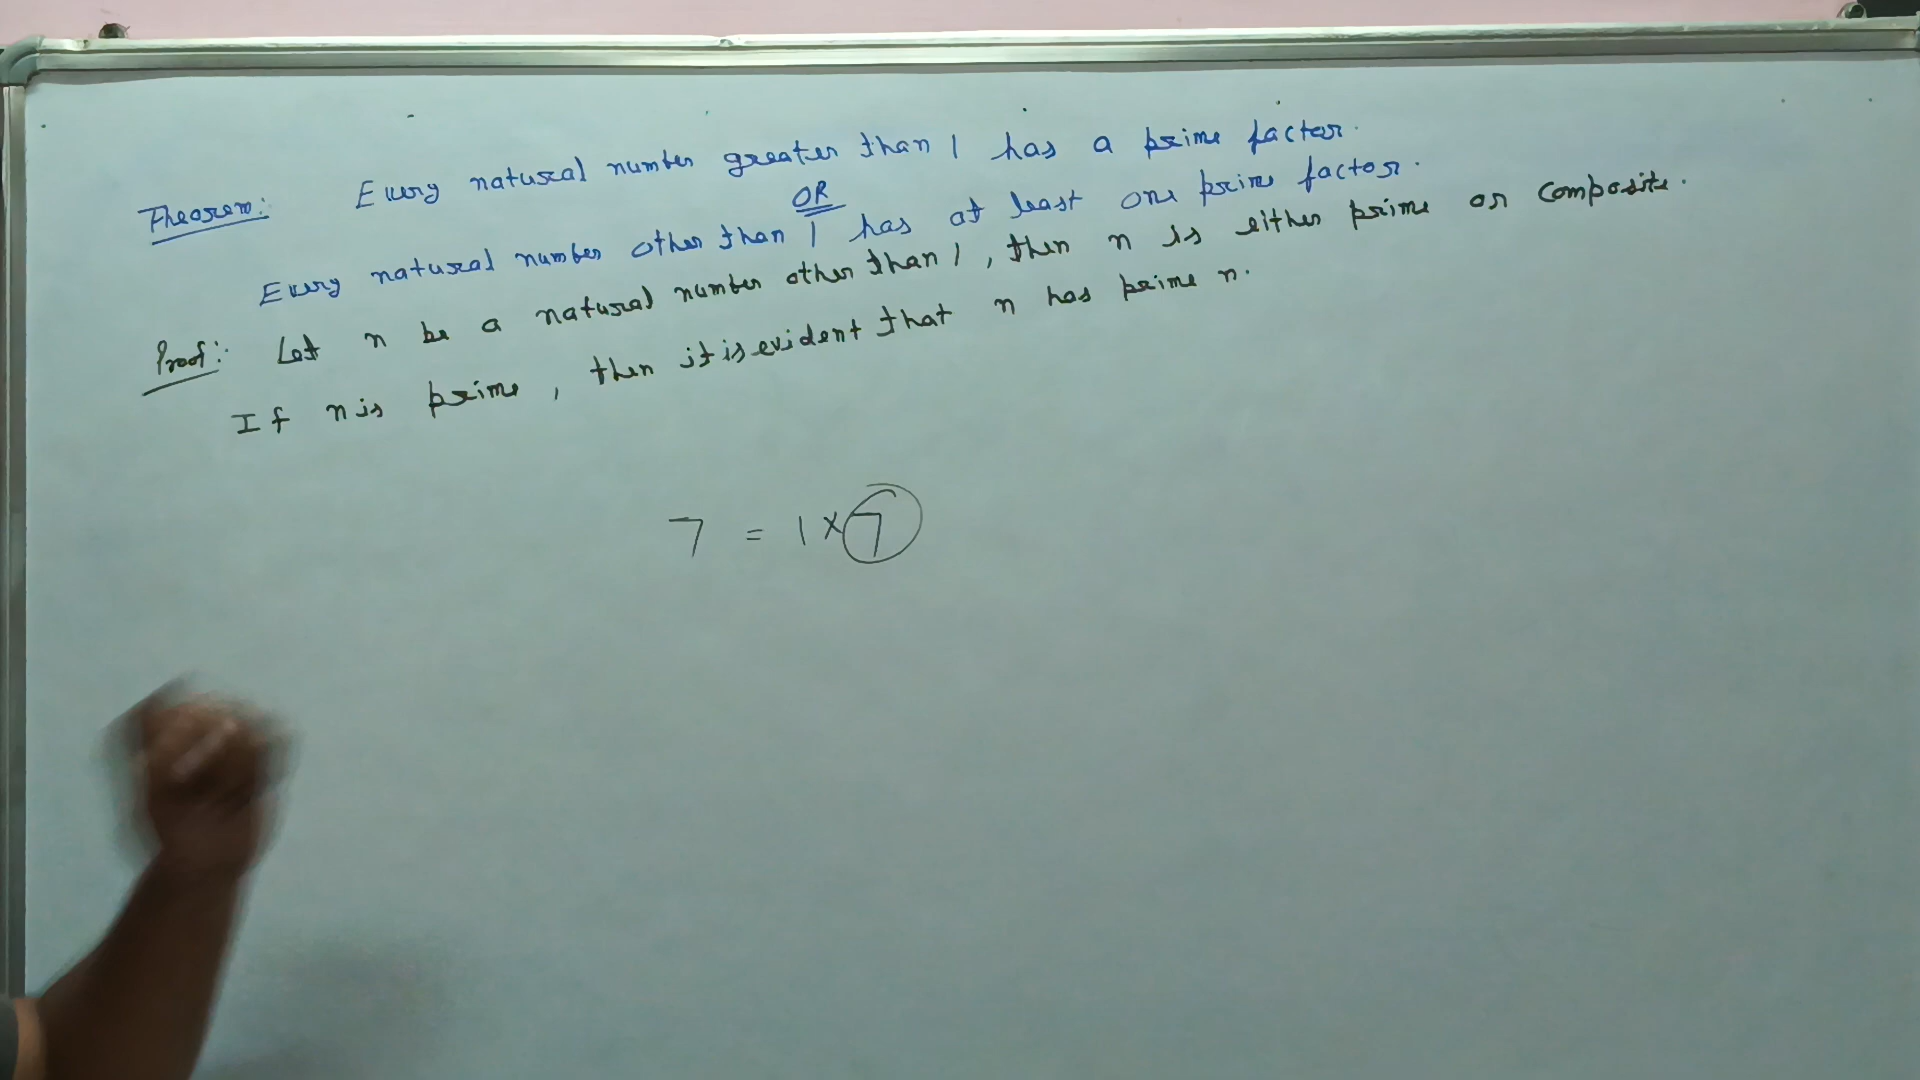 Theorem: Every natural number greater than 1 has a prime factor.
OR
Every natural number other than 1 has at least one prime factor.
Proof: Let n be a natural number other than 1, then n is either prime or composite.
If n is prime, then it is evident that n has prime n.
7 = 1 × 7